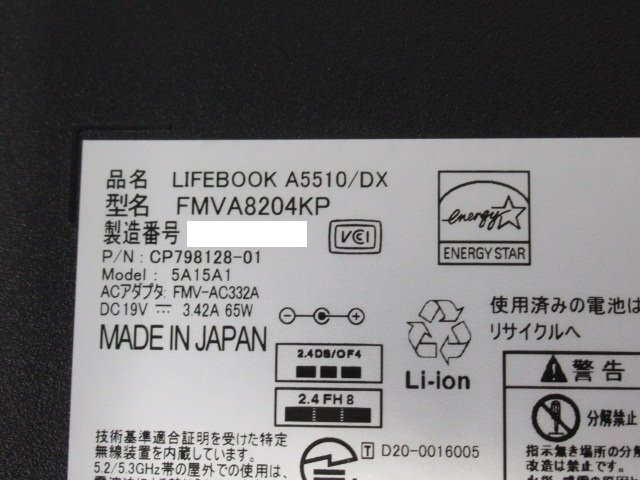 品名 LIFEBOOK A5510/DX
型名 FMVA8204KP
製造番号
VCCI
P/N: CP798128-01
Model: 5A15A1
ACアダプタ: FMV-AC332A
DC19V ⎓ 3.42A 65W
MADE IN JAPAN
energy
ENERGY STAR
2.4DS/OF4
2.4FH8
Li-ion
使用済みの電池は
リサイクルへ
警告
分解禁止
指示無き場所の分解
改造は禁止です。
技術基準適合証明を受けた特定
無線装置を内蔵しています。
5.2/5.3GHz帯の屋外での使用は、
T D20-0016005